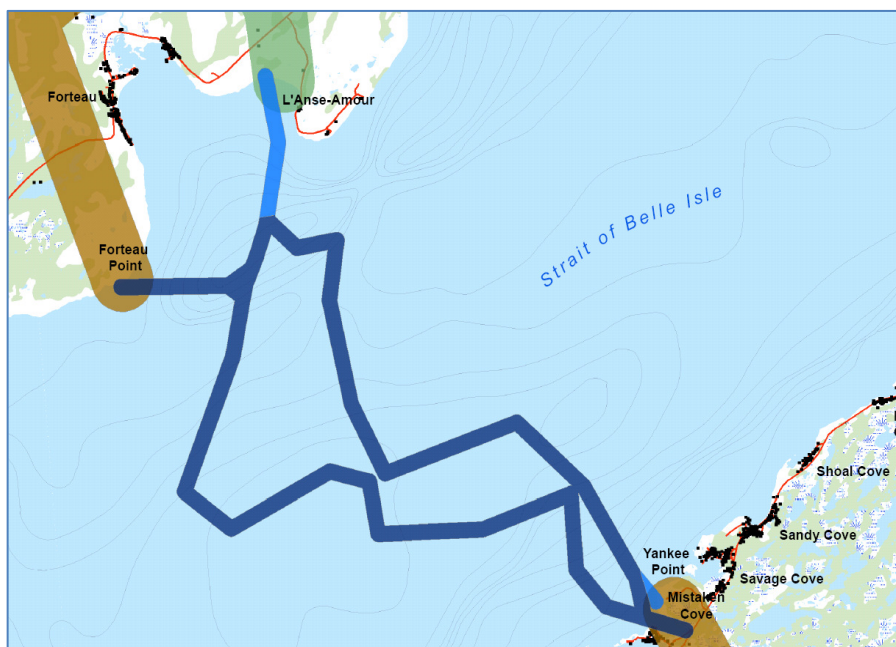 Forteau
L'Anse-Amour
Strait of Belle Isle
Forteau
Point
Shoal Cove
Sandy Cove
Yankee
Point
Savage Cove
Mistaken
Cove